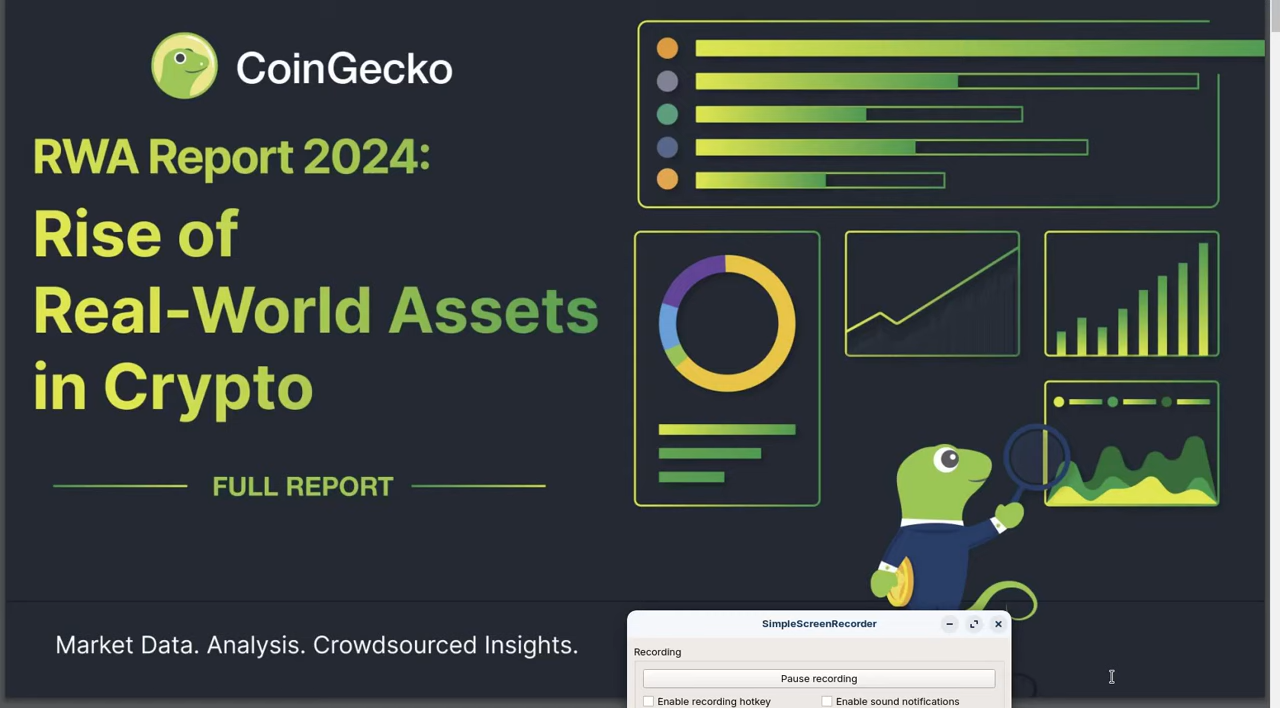 CoinGecko
RWA Report 2024:
Rise of
Real-World Assets
in Crypto
FULL REPORT
Market Data. Analysis. Crowdsourced Insights.
SimpleScreenRecorder
Recording
Pause recording
Enable recording hotkey
Enable sound notifications